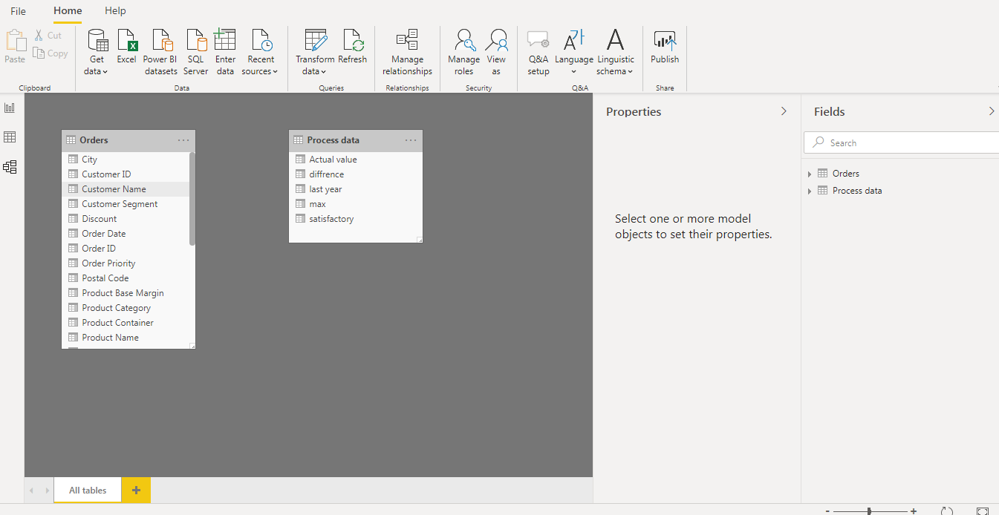 File Home Help
Paste
Cut
Copy
Clipboard
Get data
Excel
Power BI datasets
SQL Server
Enter data
Recent sources
Data
Transform data
Refresh
Queries
Manage relationships
Relationships
Manage roles
View as
Security
Q&A setup
Language
Linguistic schema
Q&A
Publish
Share
Orders
City
Customer ID
Customer Name
Customer Segment
Discount
Order Date
Order ID
Order Priority
Postal Code
Product Base Margin
Product Category
Product Container
Product Name
Process data
Actual value
diffrence
last year
max
satisfactory
Properties
Select one or more model
objects to set their properties.
Fields
Search
Orders
Process data
All tables